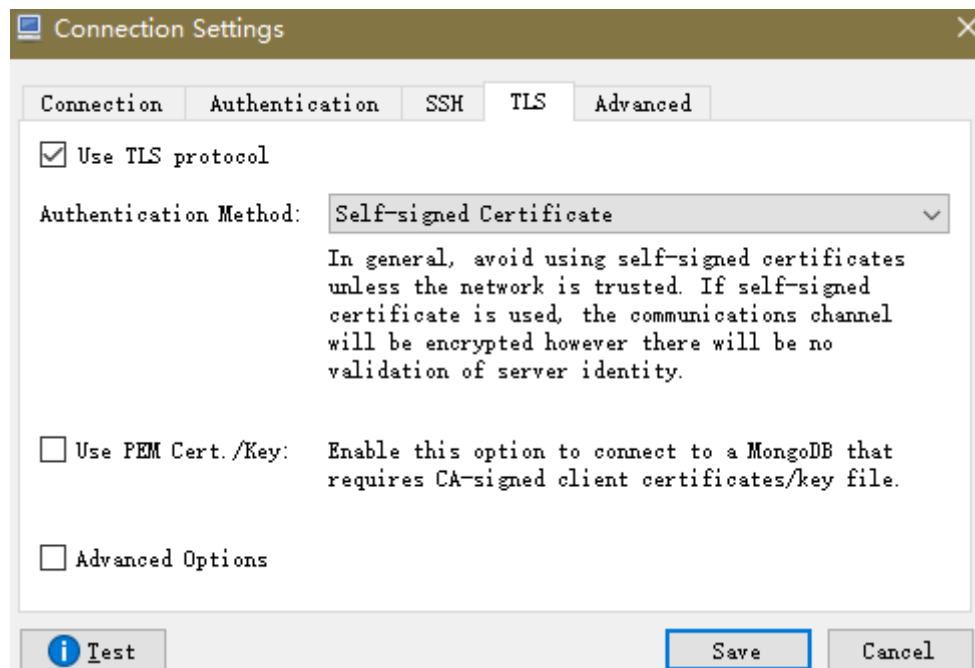 Connection Settings
Connection Authentication SSH TLS Advanced
Use TLS protocol
Authentication Method: Self-signed Certificate
In general, avoid using self-signed certificates
unless the network is trusted. If self-signed
certificate is used, the communications channel
will be encrypted however there will be no
validation of server identity.
Use PEM Cert./Key: Enable this option to connect to a MongoDB that
requires CA-signed client certificates/key file.
Advanced Options
Test Save Cancel